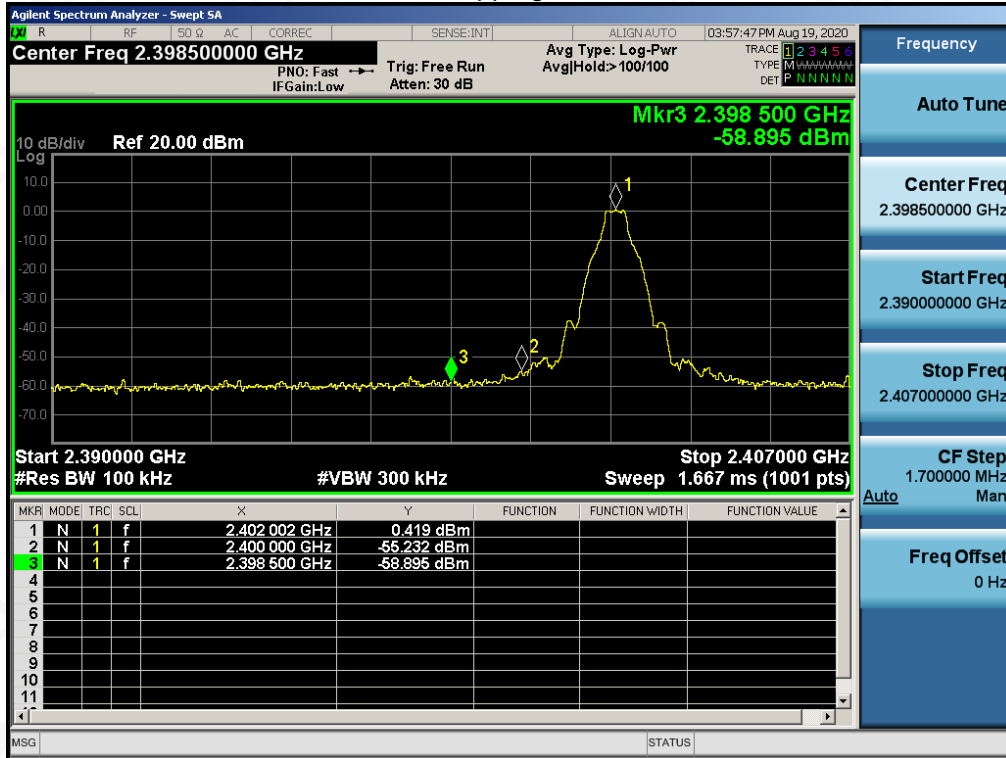 Agilent Spectrum Analyzer - Swept SA
LXI R RF 50 Ω AC CORREC SENSE:INT ALIGN AUTO 03:57:47 PM Aug 19, 2020
Center Freq 2.398500000 GHz
PNO: Fast
IFGain:Low
Trig: Free Run
Atten: 30 dB
Avg Type: Log-Pwr
Avg|Hold:>100/100
TRACE 1 2 3 4 5 6
TYPE M
DET P N N N N N
Mkr3 2.398 500 GHz
-58.895 dBm
10 dB/div Ref 20.00 dBm
Log
10.0
0.00
-10.0
-20.0
-30.0
-40.0
-50.0
-60.0
-70.0
1
2
3
Start 2.390000 GHz Stop 2.407000 GHz
#Res BW 100 kHz #VBW 300 kHz Sweep 1.667 ms (1001 pts)
MKR MODE TRC SCL X Y FUNCTION FUNCTION WIDTH FUNCTION VALUE
1 N 1 f 2.402 002 GHz 0.419 dBm
2 N 1 f 2.400 000 GHz -55.232 dBm
3 N 1 f 2.398 500 GHz -58.895 dBm
4
5
6
7
8
9
10
11
MSG STATUS
Frequency
Auto Tune
Center Freq
2.398500000 GHz
Start Freq
2.390000000 GHz
Stop Freq
2.407000000 GHz
CF Step
1.700000 MHz
Auto Man
Freq Offset
0 Hz